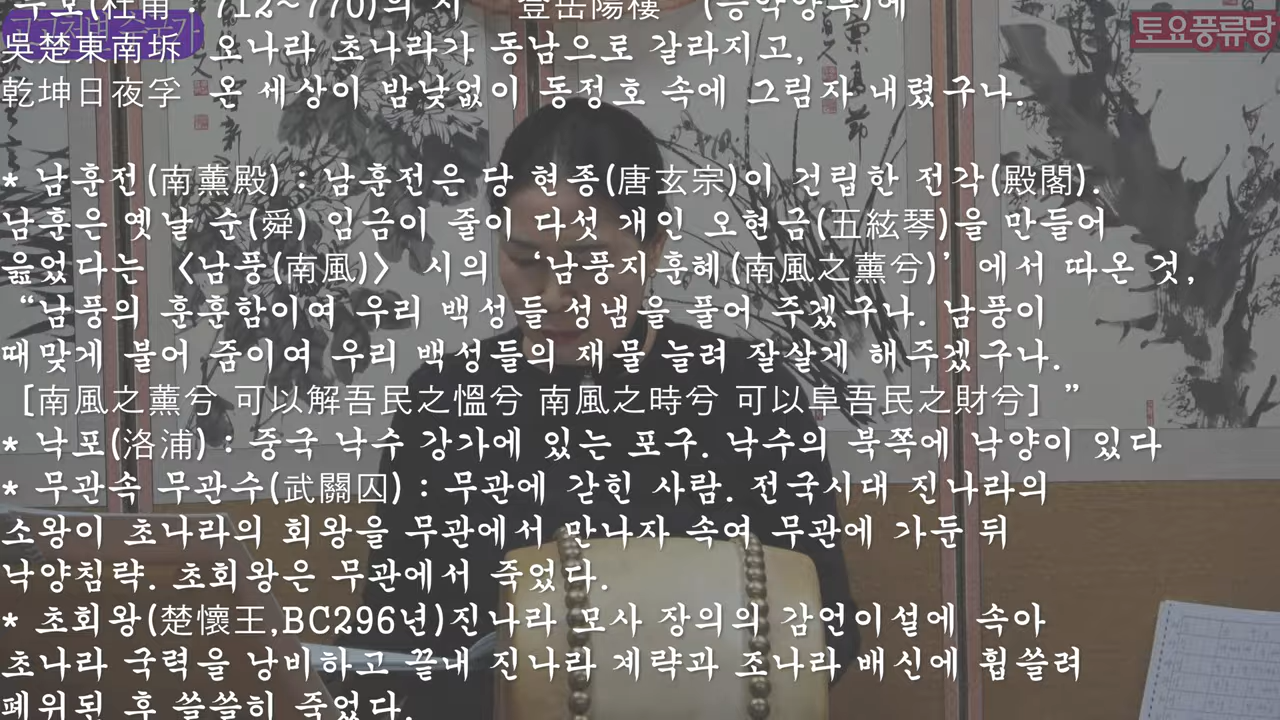 두보(杜甫 : 712~770)의 시 登岳陽樓 (등악양루)에
토요풍류당
吳楚東南坼 오나라 초나라가 동남으로 갈라지고,
乾坤日夜孚 온 세상이 밤낮없이 동정호 속에 그림자 내렸구나.
* 남훈전(南薰殿) : 남훈전은 당 현종(唐玄宗)이 건립한 전각(殿閣).
남훈은 옛날 순(舜) 임금이 줄이 다섯 개인 오현금(五絃琴)을 만들어
읊었다는 〈남풍(南風)〉 시의 ‘남풍지훈혜(南風之薰兮)’에서 따온 것,
“남풍의 훈훈함이여 우리 백성들 성냄을 풀어 주겠구나. 남풍이
때맞게 불어 줌이여 우리 백성들의 재물 늘려 잘살게 해주겠구나.
[南風之薰兮 可以解吾民之慍兮 南風之時兮 可以阜吾民之財兮] ”
* 낙포(洛浦) : 중국 낙수 강가에 있는 포구. 낙수의 북쪽에 낙양이 있다
* 무관속 무관수(武關囚) : 무관에 갇힌 사람. 전국시대 진나라의
소왕이 초나라의 회왕을 무관에서 만나자 속여 무관에 가둔 뒤
낙양침략. 초회왕은 무관에서 죽었다.
* 초회왕(楚懷王,BC296년)진나라 모사 장의의 감언이설에 속아
초나라 국력을 낭비하고 끝내 진나라 계략과 조나라 배신에 휩쓸려
폐위된 후 쓸쓸히 죽었다.